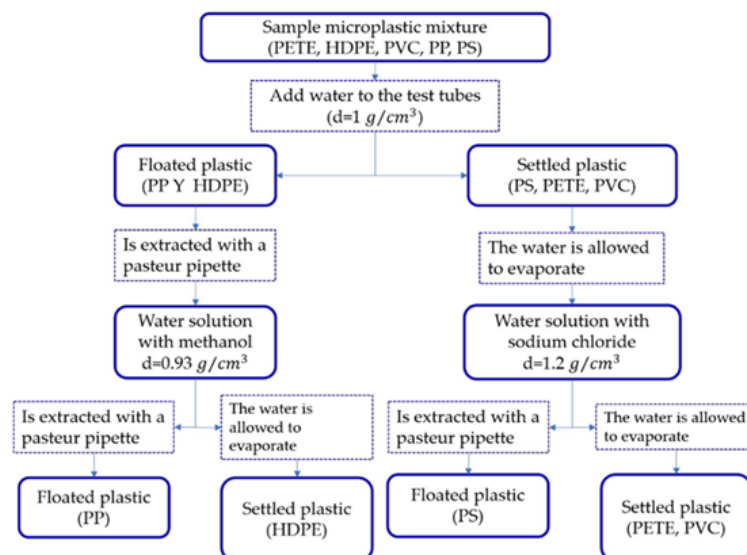 Sample microplastic mixture
(PETE, HDPE, PVC, PP, PS)
Add water to the test tubes
(d=1 g/cm³)
Floated plastic
(PP Y HDPE)
Settled plastic
(PS, PETE, PVC)
Is extracted with a
pasteur pipette
The water is allowed
to evaporate
Water solution
with methanol
d=0.93 g/cm³
Water solution with
sodium chloride
d=1.2 g/cm³
Is extracted with a
pasteur pipette
The water is
allowed to
evaporate
Is extracted with a
pasteur pipette
The water is allowed
to evaporate
Floated plastic
(PP)
Settled plastic
(HDPE)
Floated plastic
(PS)
Settled plastic
(PETE, PVC)